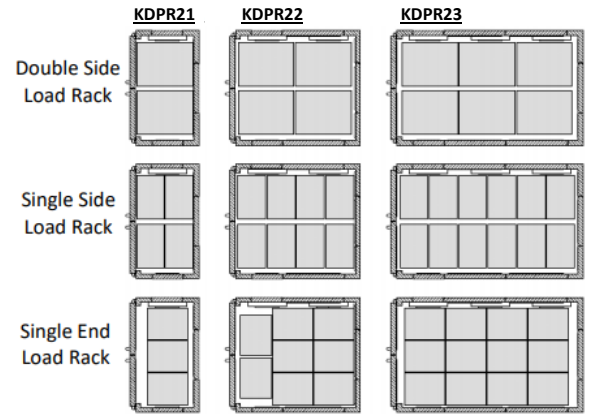 KDPR21 KDPR22 KDPR23
Double Side
Load Rack
Single Side
Load Rack
Single End
Load Rack